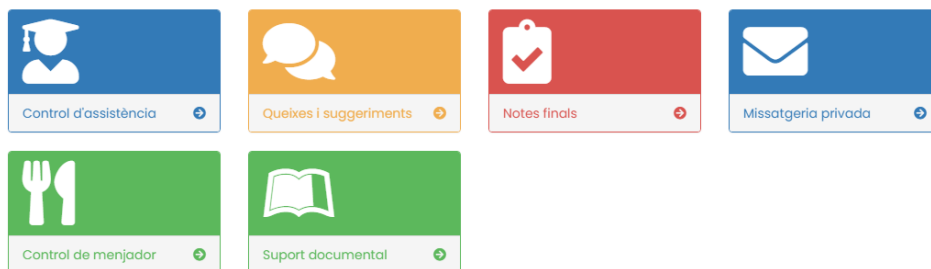 Control d'assistència
Queixes i suggeriments
Notes finals
Missatgeria privada
Control de menjador
Suport documental